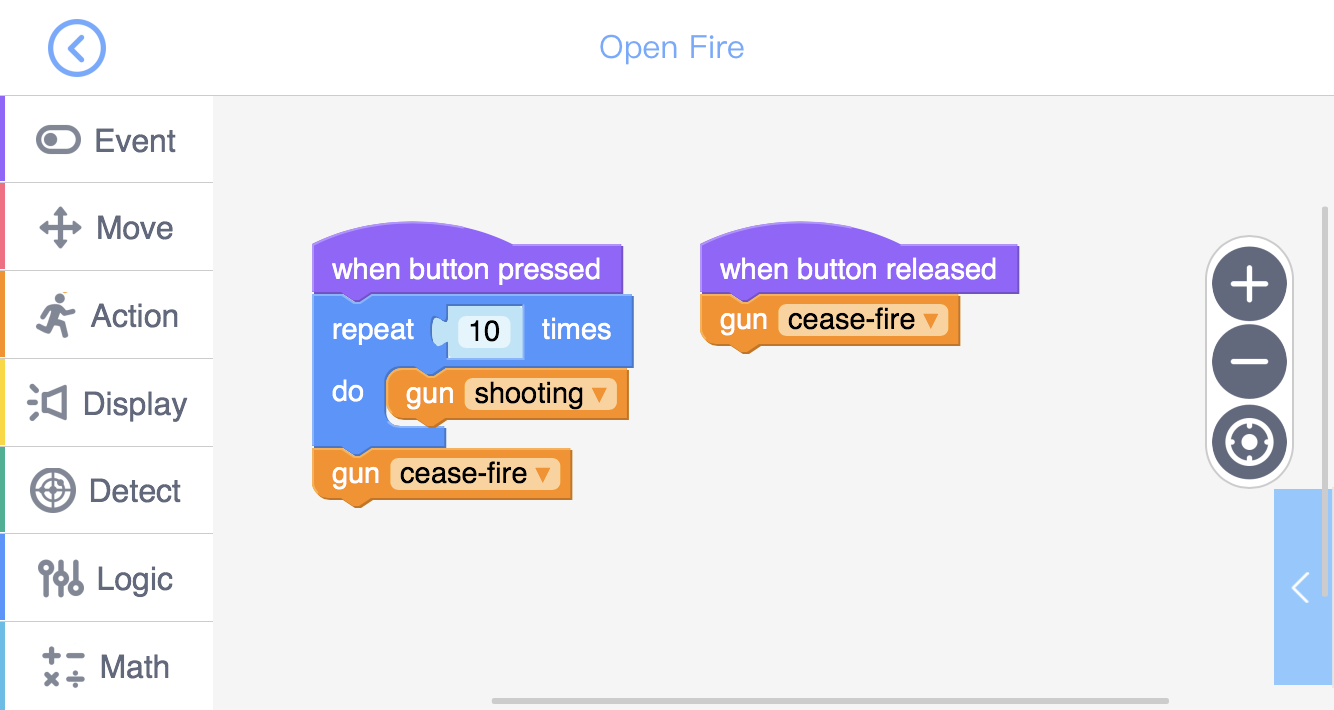 Open Fire
Event
Move
Action
Display
Detect
Logic
Math
when button pressed
repeat 10 times
do gun shooting
gun cease-fire
when button released
gun cease-fire